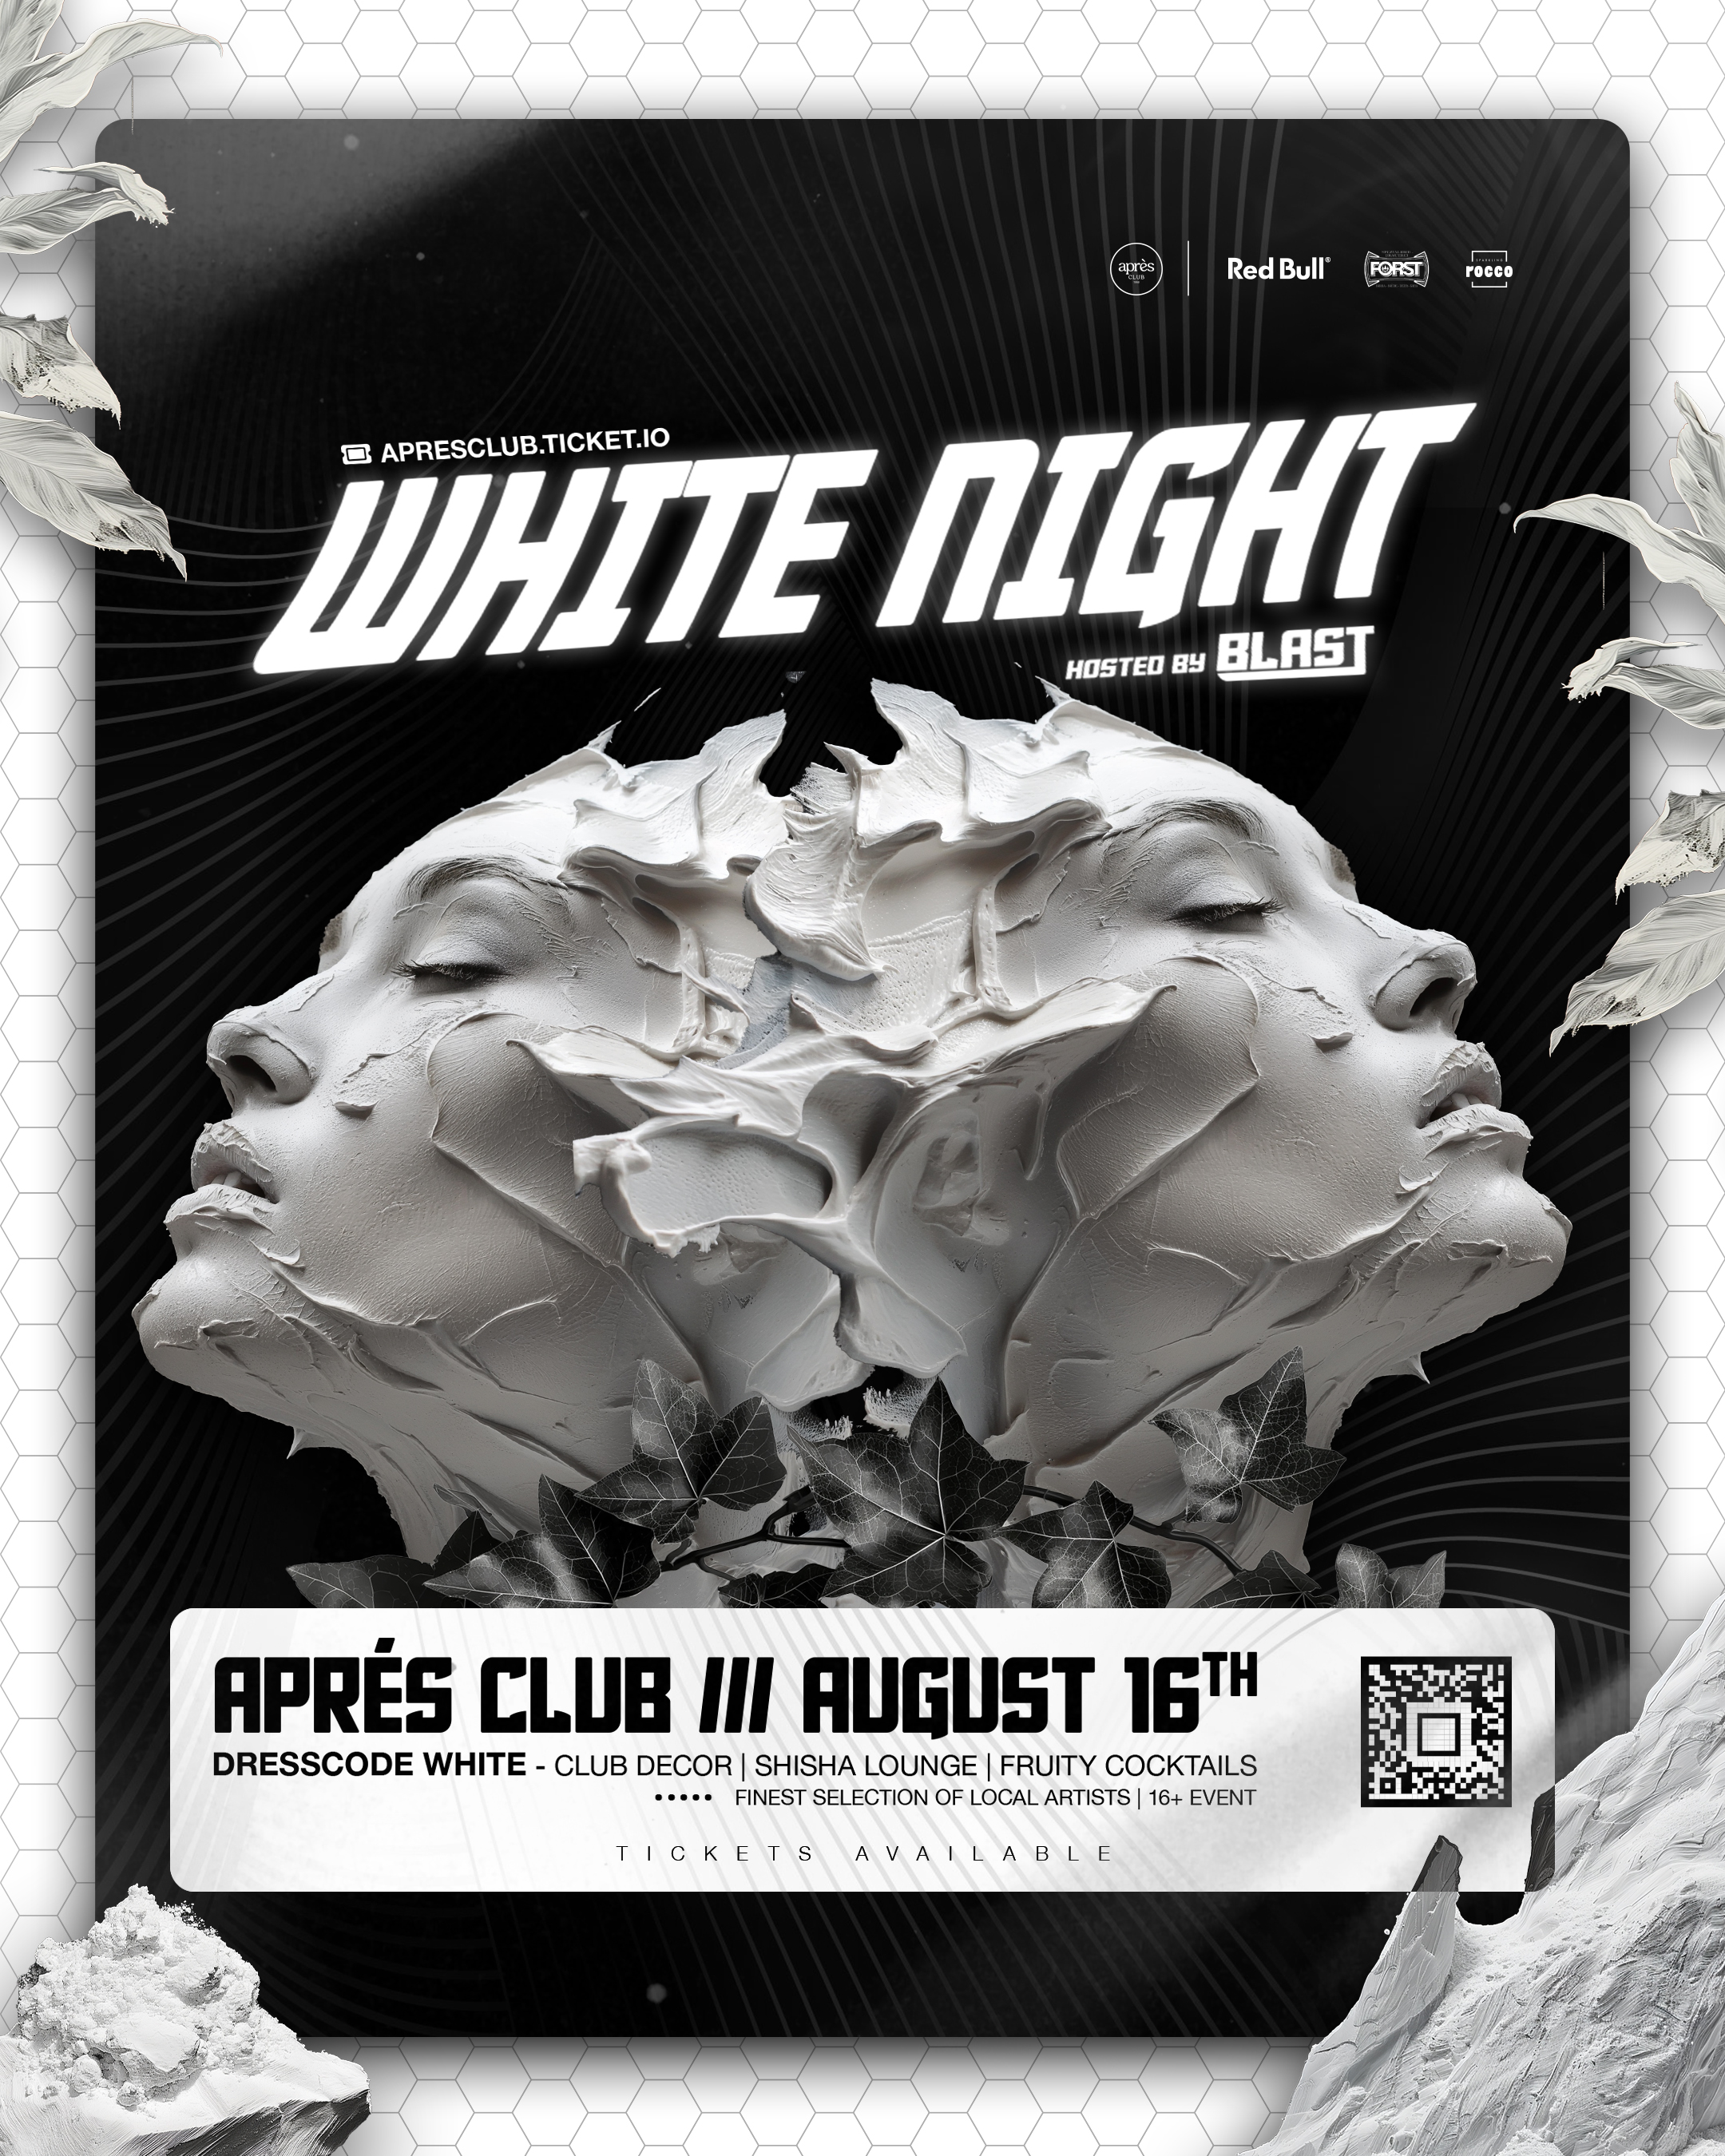 après
CLUB
Red Bull®
FORST
ROCCO
APRESCLUB.TICKET.IO
WHITE NIGHT
HOSTED BY BLAST
APRÉS CLUB /// AUGUST 16TH
DRESSCODE WHITE - CLUB DECOR | SHISHA LOUNGE | FRUITY COCKTAILS
••••• FINEST SELECTION OF LOCAL ARTISTS | 16+ EVENT
TICKETS AVAILABLE